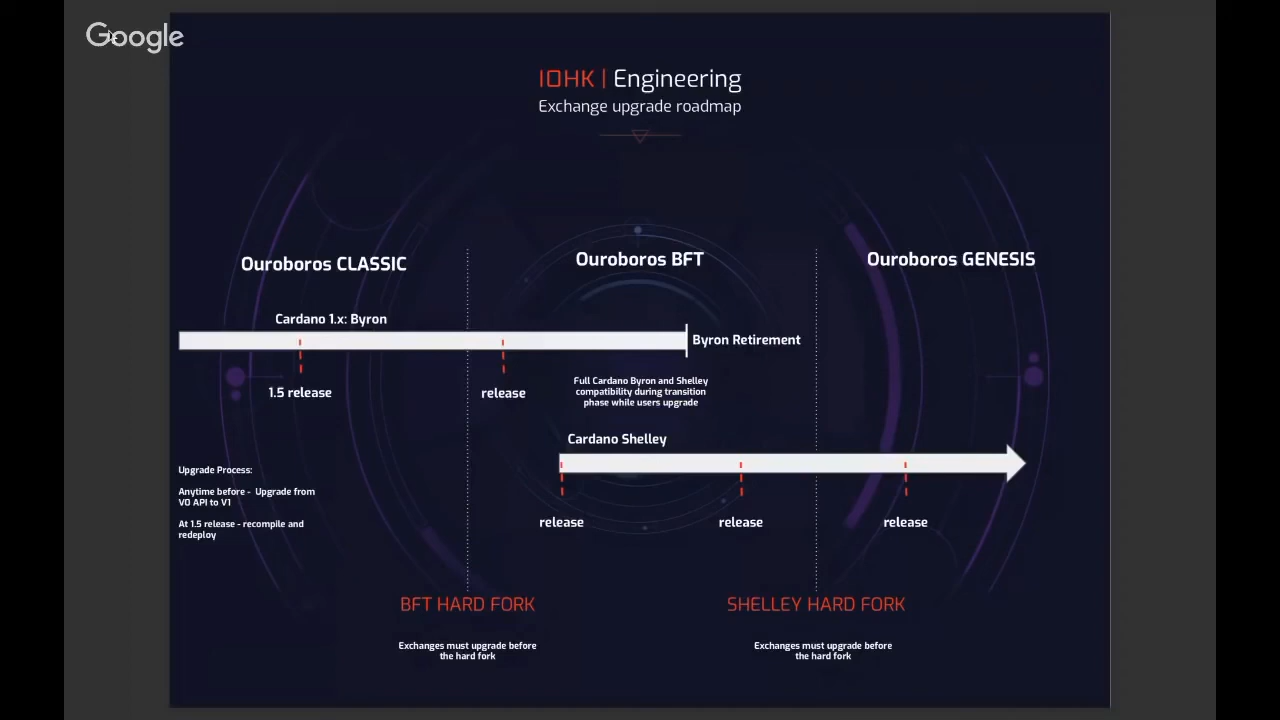 Google
IOHK | Engineering
Exchange upgrade roadmap
Ouroboros CLASSIC
Ouroboros BFT
Ouroboros GENESIS
Cardano 1.x: Byron
Byron Retirement
1.5 release
release
Full Cardano Byron and Shelley
compatibility during transition
phase while users upgrade
Cardano Shelley
Upgrade Process:
Anytime before - Upgrade from
V0 API to V1
At 1.5 release - recompile and
redeploy
release
release
release
BFT HARD FORK
SHELLEY HARD FORK
Exchanges must upgrade before
the hard fork
Exchanges must upgrade before
the hard fork